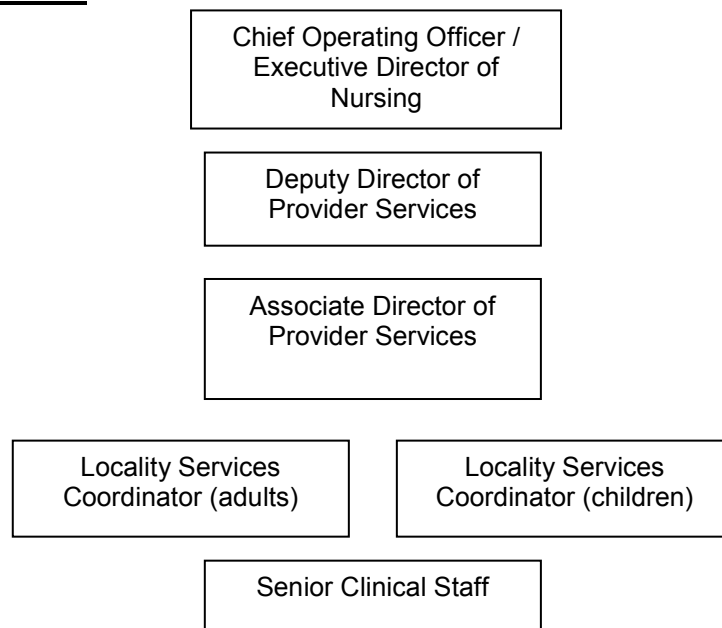 Chief Operating Officer /
Executive Director of
Nursing
Deputy Director of
Provider Services
Associate Director of
Provider Services
Locality Services
Coordinator (adults)
Locality Services
Coordinator (children)
Senior Clinical Staff